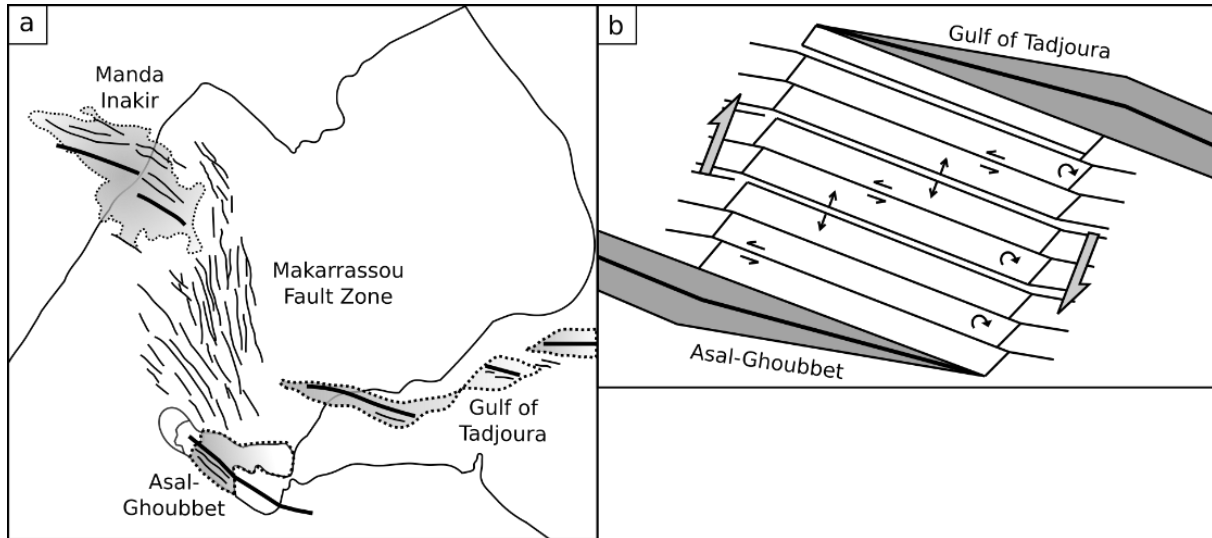 a
Manda
Inakir
Makarrassou
Fault Zone
Gulf of
Tadjoura
Asal-
Ghoubbet
b
Gulf of Tadjoura
Asal-Ghoubbet